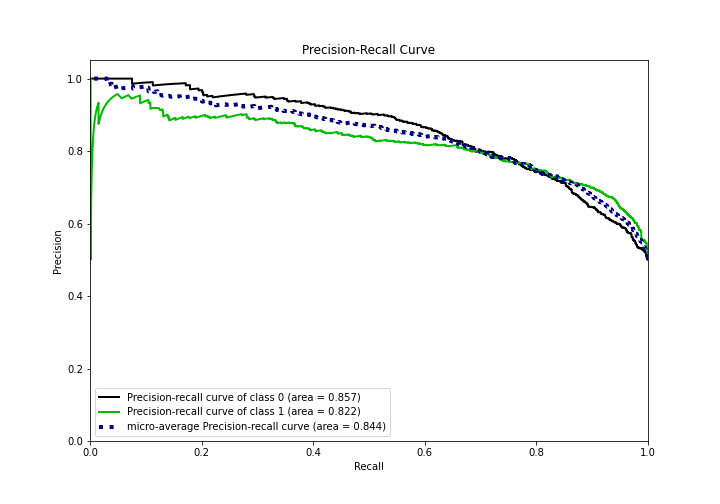 Precision-Recall Curve
1.0
0.8
0.6
0.4
0.2
0.0
Precision
Precision-recall curve of class 0 (area = 0.857)
Precision-recall curve of class 1 (area = 0.822)
micro-average Precision-recall curve (area = 0.844)
0.0 0.2 0.4 0.6 0.8 1.0
Recall